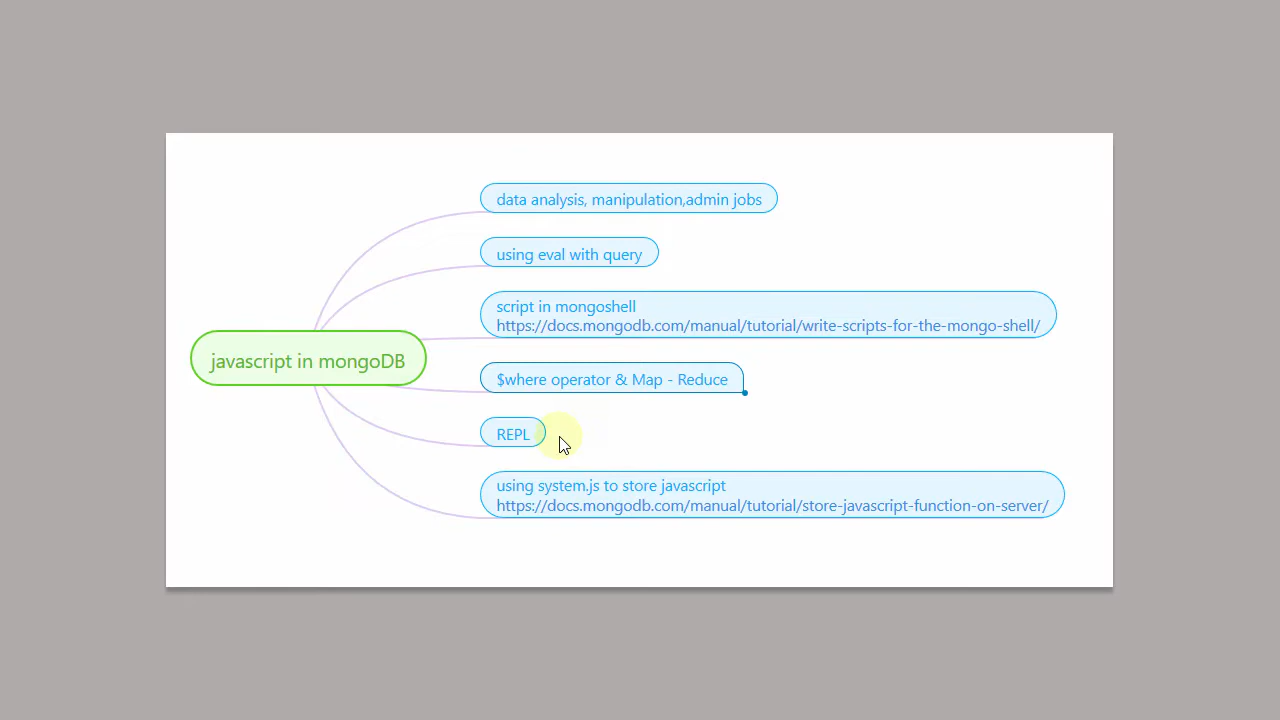 data analysis, manipulation,admin jobs
using eval with query
script in mongoshell
https://docs.mongodb.com/manual/tutorial/write-scripts-for-the-mongo-shell/
javascript in mongoDB
$where operator & Map - Reduce
REPL
using system.js to store javascript
https://docs.mongodb.com/manual/tutorial/store-javascript-function-on-server/